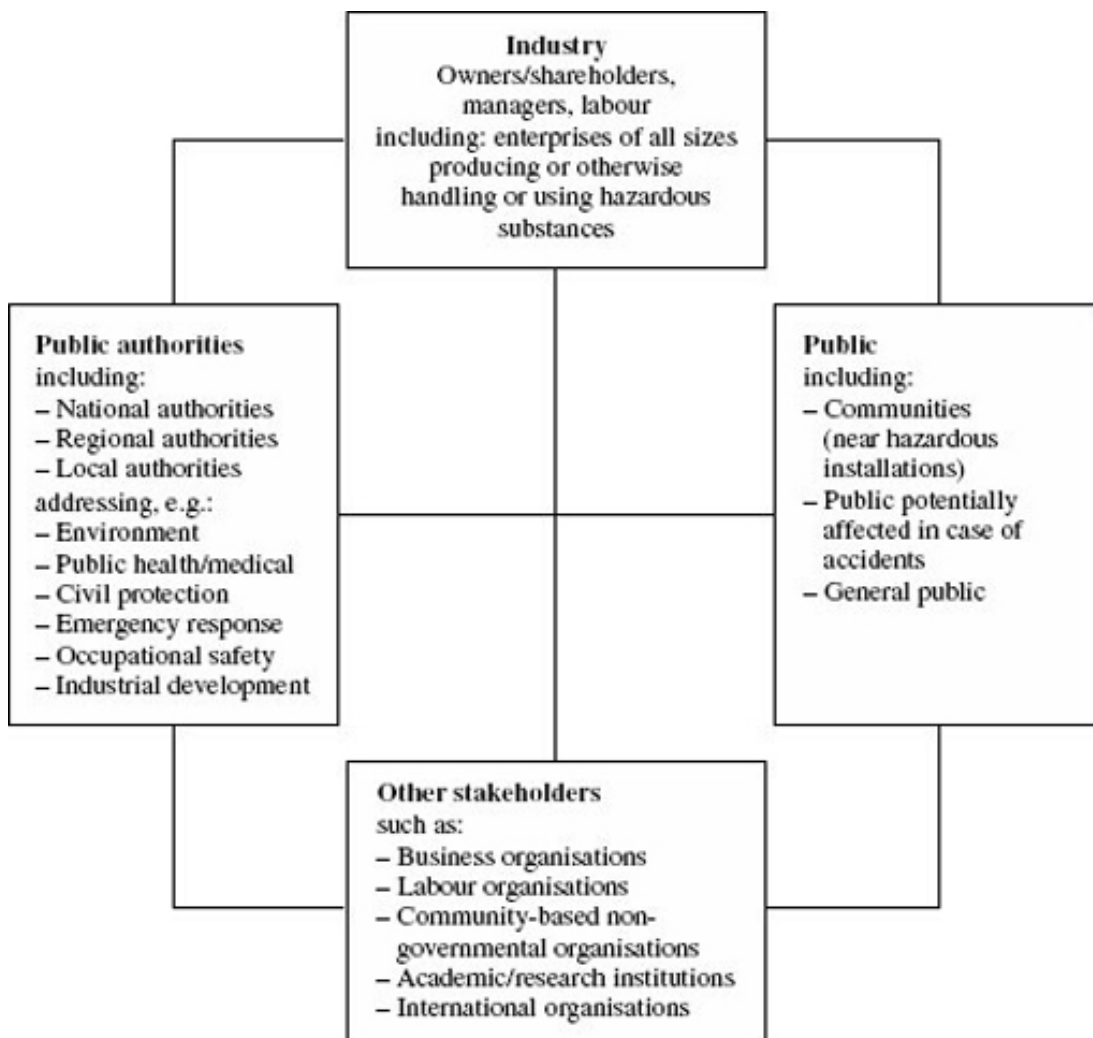 Industry
Owners/shareholders,
managers, labour
including: enterprises of all sizes
producing or otherwise
handling or using hazardous
substances
Public authorities
including:
– National authorities
– Regional authorities
– Local authorities
addressing, e.g.:
– Environment
– Public health/medical
– Civil protection
– Emergency response
– Occupational safety
– Industrial development
Public
including:
– Communities
(near hazardous
installations)
– Public potentially
affected in case of
accidents
– General public
Other stakeholders
such as:
– Business organisations
– Labour organisations
– Community-based non-
governmental organisations
– Academic/research institutions
– International organisations